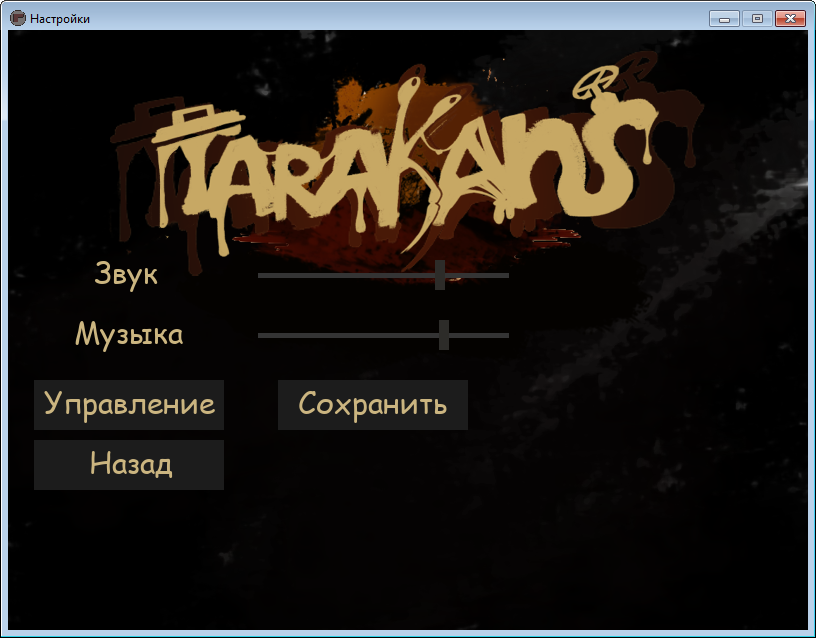 Настройки
TARAKANS
Звук
Музыка
Управление
Сохранить
Назад